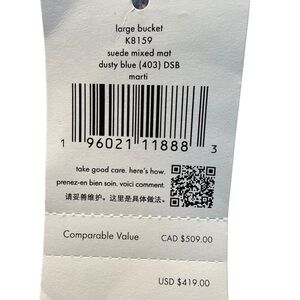 large bucket
K8159
suede mixed mat
dusty blue (403) DSB
marti
1 96021 11888 3
take good care. here's how.
prenez-en bien soin. voici comment.
请妥善维护。这里是具体做法。
Comparable Value CAD $509.00
USD $419.00